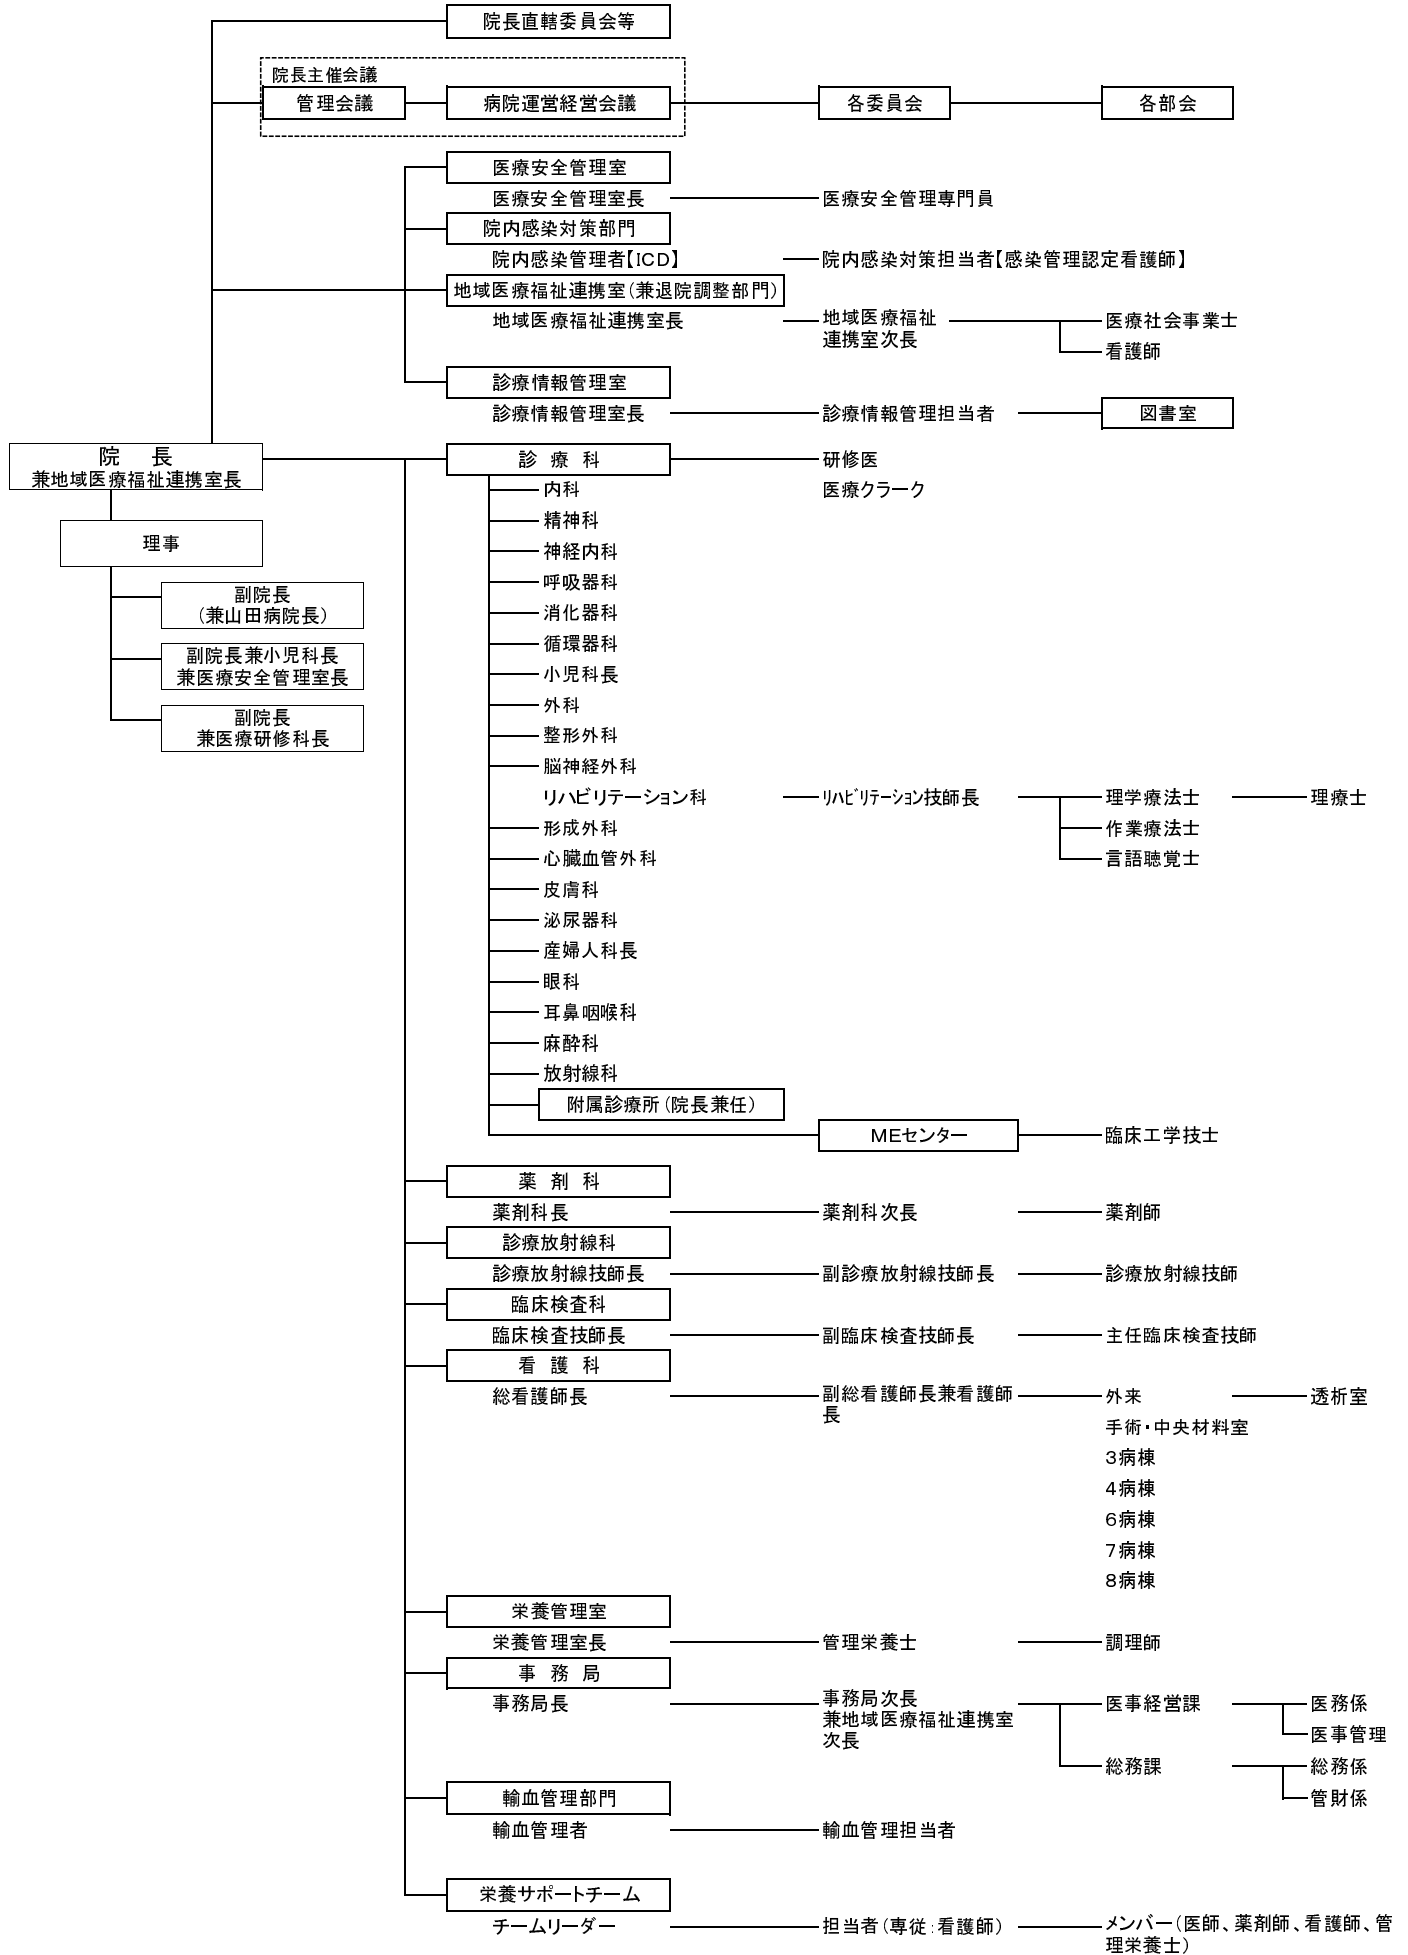 院長直轄委員会等
院長主催会議
管理会議
病院運営経営会議
各委員会
各部会
医療安全管理室
医療安全管理室長
医療安全管理専門員
院内感染対策部門
院内感染管理者【ICD】
院内感染対策担当者【感染管理認定看護師】
地域医療福祉連携室（兼退院調整部門）
地域医療福祉連携室長
地域医療福祉
連携室次長
医療社会事業士
看護師
診療情報管理室
診療情報管理室長
診療情報管理担当者
図書室
院　長
兼地域医療福祉連携室長
理事
副院長
（兼山田病院長）
副院長兼小児科長
兼医療安全管理室長
副院長
兼医療研修科長
診　療　科
研修医
内科
医療クラーク
精神科
神経内科
呼吸器科
消化器科
循環器科
小児科長
外科
整形外科
脳神経外科
リハビリテーション科
ﾘﾊﾋﾞﾘﾃｰｼｮﾝ技師長
理学療法士
理療士
形成外科
作業療法士
心臓血管外科
言語聴覚士
皮膚科
泌尿器科
産婦人科長
眼科
耳鼻咽喉科
麻酔科
放射線科
附属診療所（院長兼任）
MEセンター
臨床工学技士
薬　剤　科
薬剤科長
薬剤科次長
薬剤師
診療放射線科
診療放射線技師長
副診療放射線技師長
診療放射線技師
臨床検査科
臨床検査技師長
副臨床検査技師長
主任臨床検査技師
看　護　科
総看護師長
副総看護師長兼看護師
長
外来
透析室
手術・中央材料室
３病棟
４病棟
６病棟
７病棟
８病棟
栄養管理室
栄養管理室長
管理栄養士
調理師
事　務　局
事務局長
事務局次長
兼地域医療福祉連携室
次長
医事経営課
医務係
医事管理
総務課
総務係
管財係
輸血管理部門
輸血管理者
輸血管理担当者
栄養サポートチーム
チームリーダー
担当者（専従：看護師）
メンバー（医師、薬剤師、看護師、管
理栄養士）